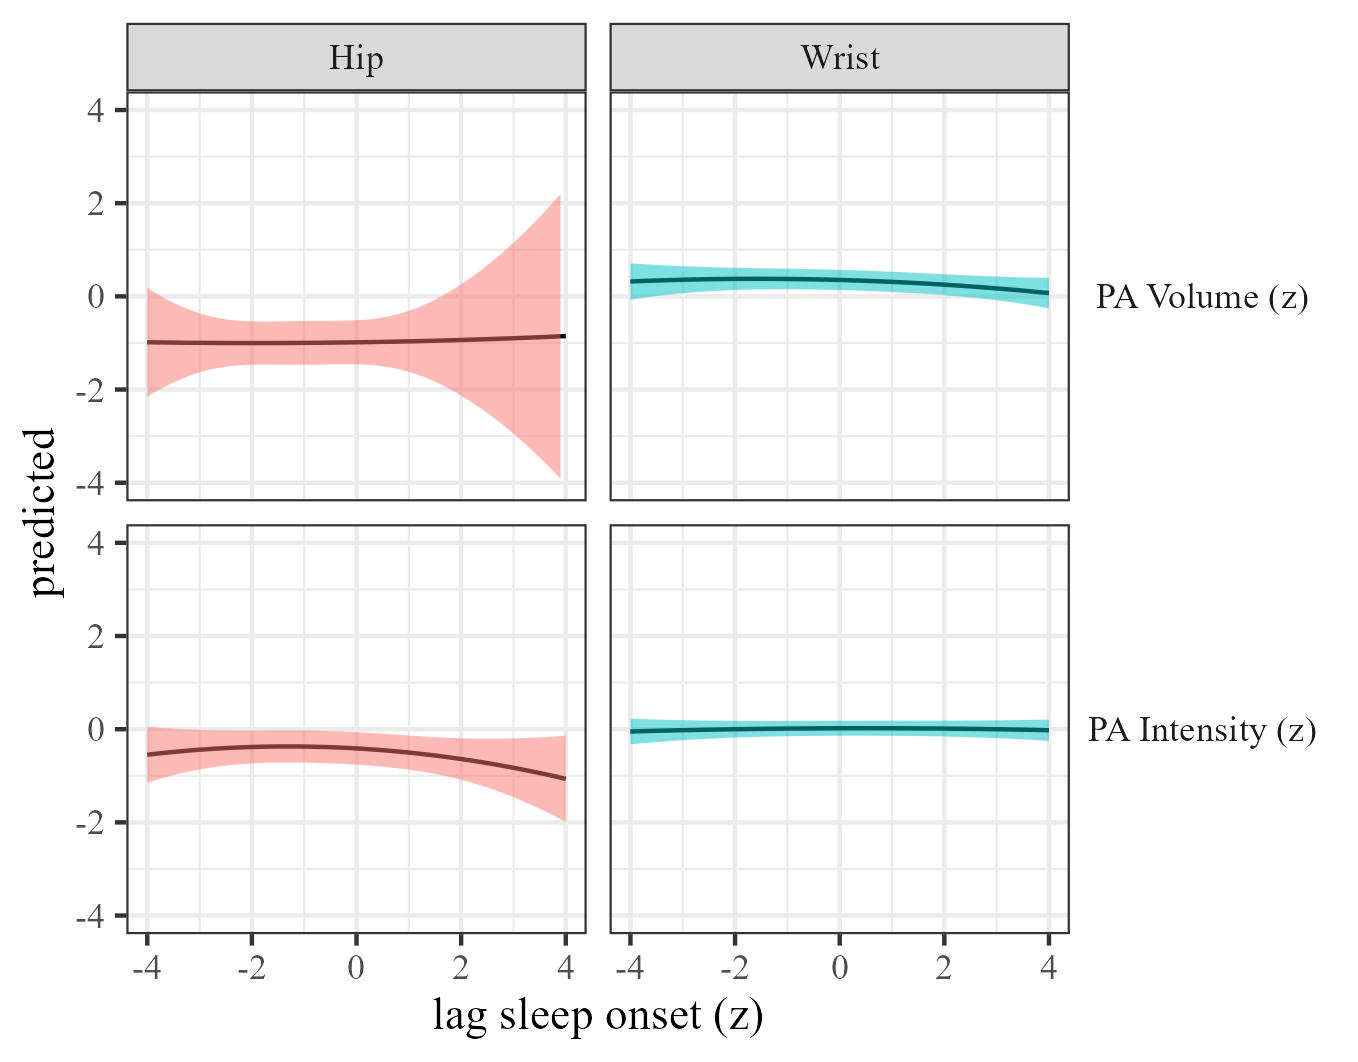 Hip
Wrist
4
2
0
-2
-4
PA Volume (z)
predicted
4
2
0
-2
-4
PA Intensity (z)
-4 -2 0 2 4
-4 -2 0 2 4
lag sleep onset (z)